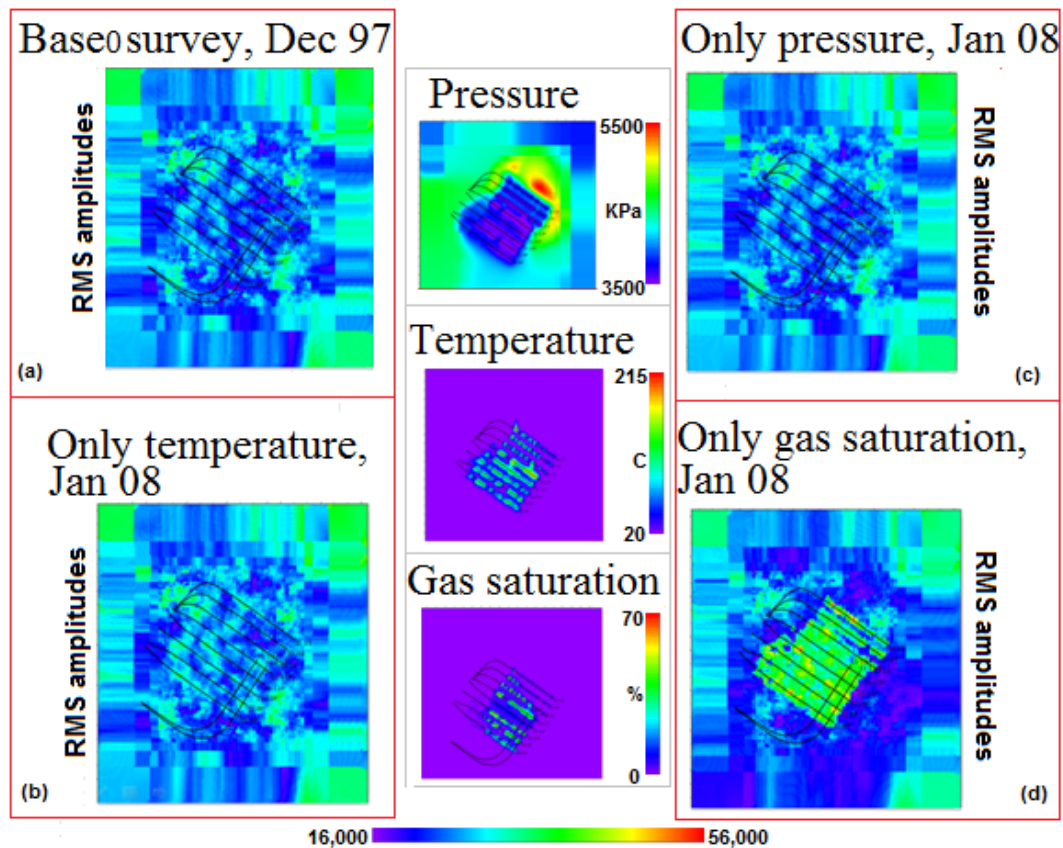 Base0 survey, Dec 97
RMS amplitudes
(a)
Only temperature,
Jan 08
RMS amplitudes
(b)
Pressure
5500
KPa
3500
Temperature
215
C
20
Gas saturation
70
%
0
Only pressure, Jan 08
RMS amplitudes
(c)
Only gas saturation,
Jan 08
RMS amplitudes
(d)
16,000
56,000